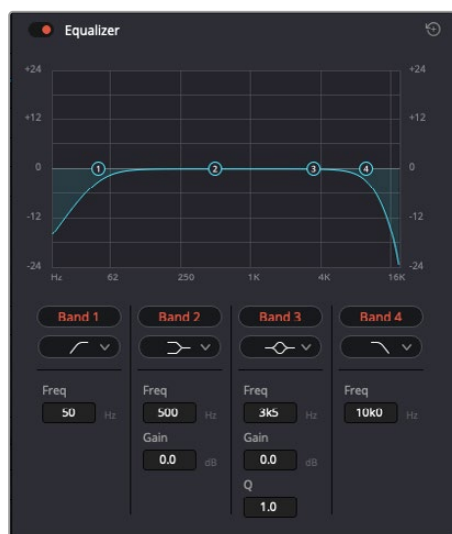 Equalizer
+24 +24
+12 +12
0 1 2 3 4 0
-12 -12
-24 -24
Hz 62 250 1K 4K 16K
Band 1 Band 2 Band 3 Band 4
Freq Freq Freq Freq
50 Hz 500 Hz 3k5 Hz 10k0 Hz
Gain Gain
0.0 dB 0.0 dB
Q
1.0